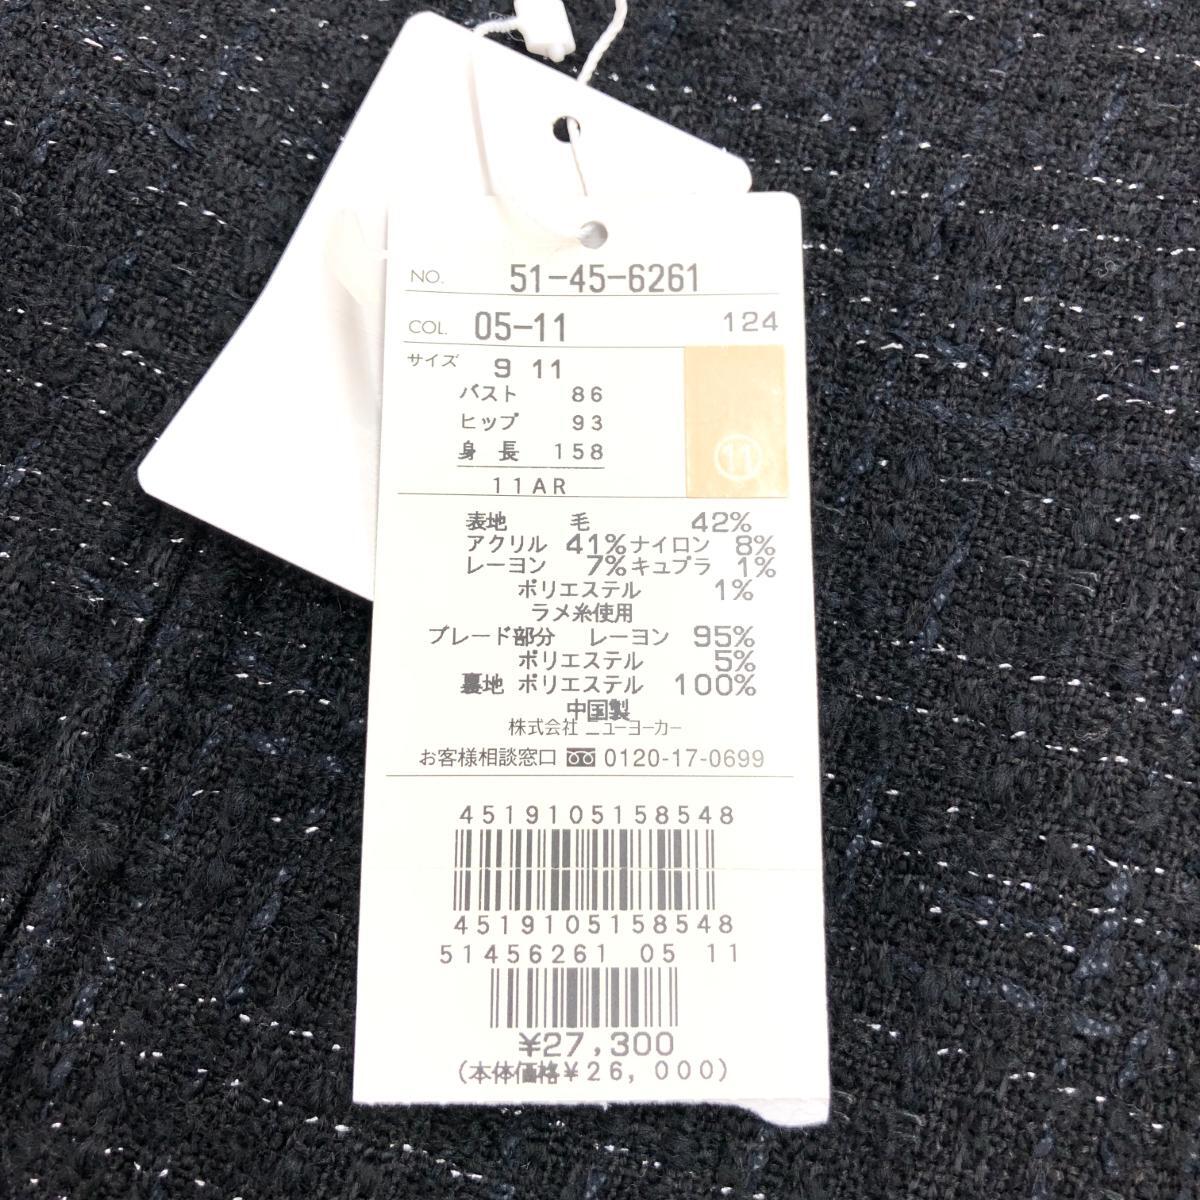 NO. 51-45-6261
COL. 05-11 124
サイズ 9 11
バスト 86
ヒップ 93
身長 158
11AR
11
表地 毛 42%
アクリル 41% ナイロン 8%
レーヨン 7% キュプラ 1%
ポリエステル 1%
ラメ糸使用
ブレード部分 レーヨン 95%
ポリエステル 5%
裏地 ポリエステル 100%
中国製
株式会社 ニューヨーカー
お客様相談窓口 0120-17-0699
4519105158548
4519105158548
51456261 05 11
¥27,300
(本体価格¥26,000)